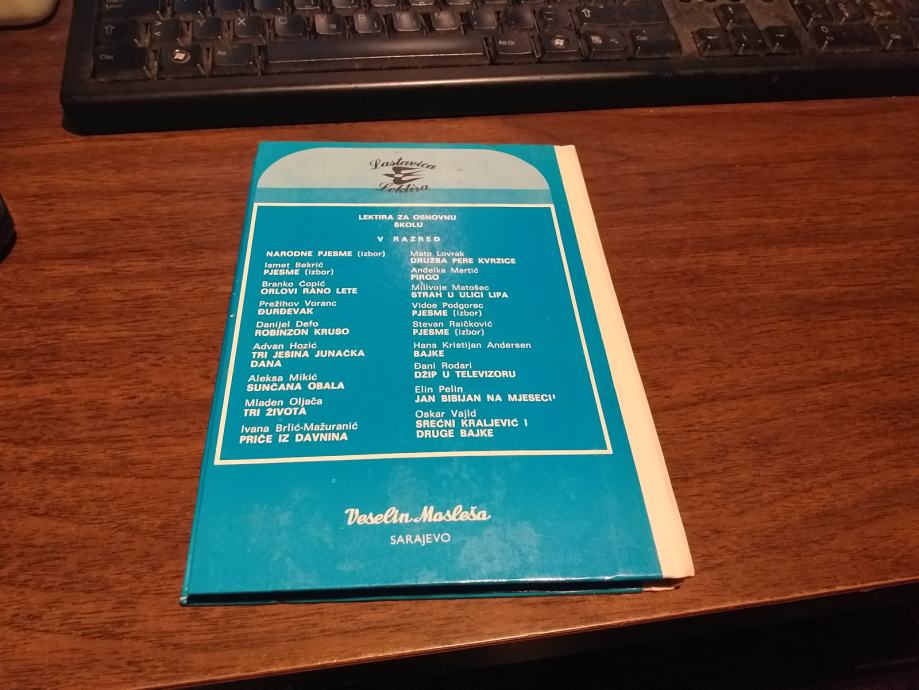 Alt Gr
Ctrl
Lastavica
Lektira
LEKTIRA ZA OSNOVNU
ŠKOLU
V RAZRED
NARODNE PJESME (izbor)
Ismet Bekrić
PJESME (izbor)
Branko Ćopić
ORLOVI RANO LETE
Prežihov Voranc
ĐURĐEVAK
Danijel Defo
ROBINZON KRUSO
Advan Hozić
TRI JEŠINA JUNAČKA
DANA
Aleksa Mikić
SUNČANA OBALA
Mladen Oljača
TRI ŽIVOTA
Ivana Brlić-Mažuranić
PRIČE IZ DAVNINA
Mato Lovrak
DRUŽBA PERE KVRŽICE
Anđelka Martić
PIRGO
Milivoje Matošec
STRAH U ULICI LIPA
Vidoe Podgorec
PJESME (izbor)
Stevan Raičković
PJESME (izbor)
Hans Kristijan Andersen
BAJKE
Đani Rodari
DŽIP U TELEVIZORU
Elin Pelin
JAN BIBIJAN NA MJESECU
Oskar Vajld
SREĆNI KRALJEVIĆ I
DRUGE BAJKE
Veselin Masleša
SARAJEVO